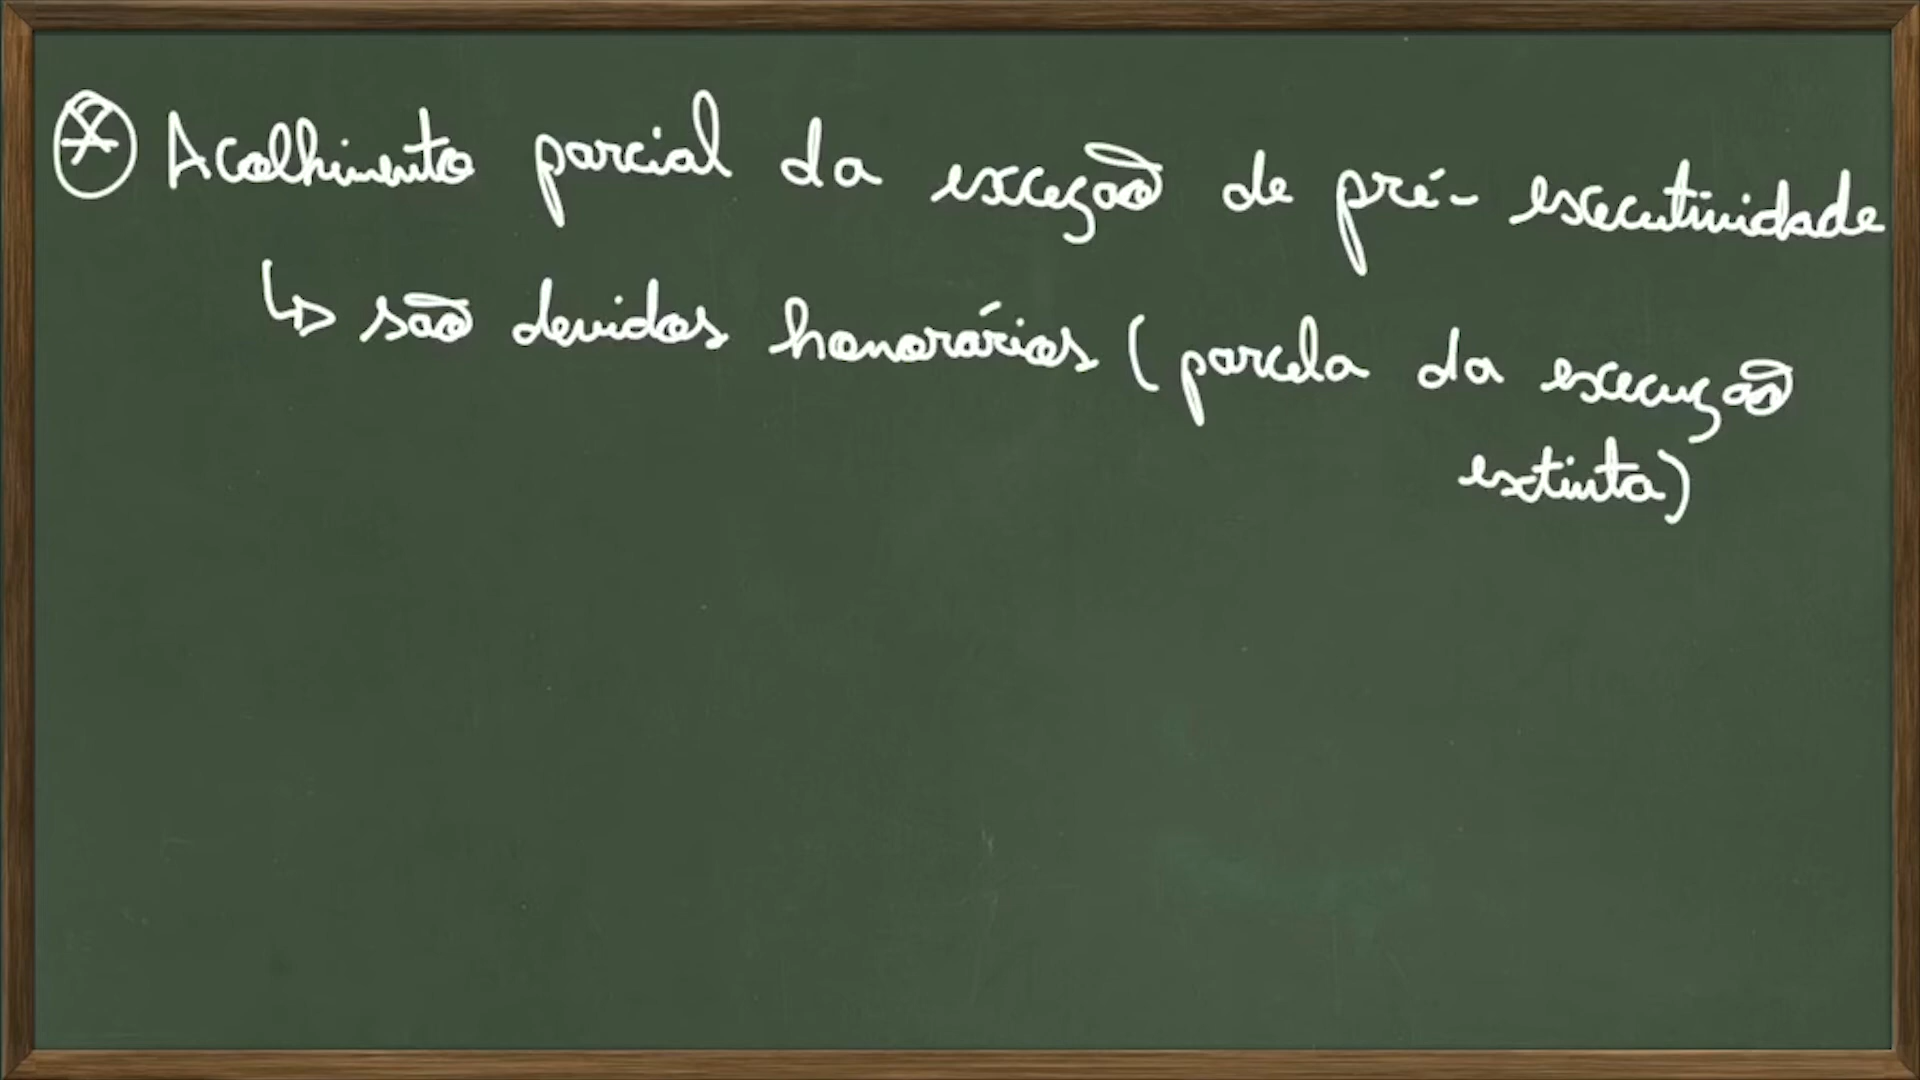 * Acolhimento parcial da exceção de pré-executividade
↳ são devidos honorários (parcela da execução
extinta)